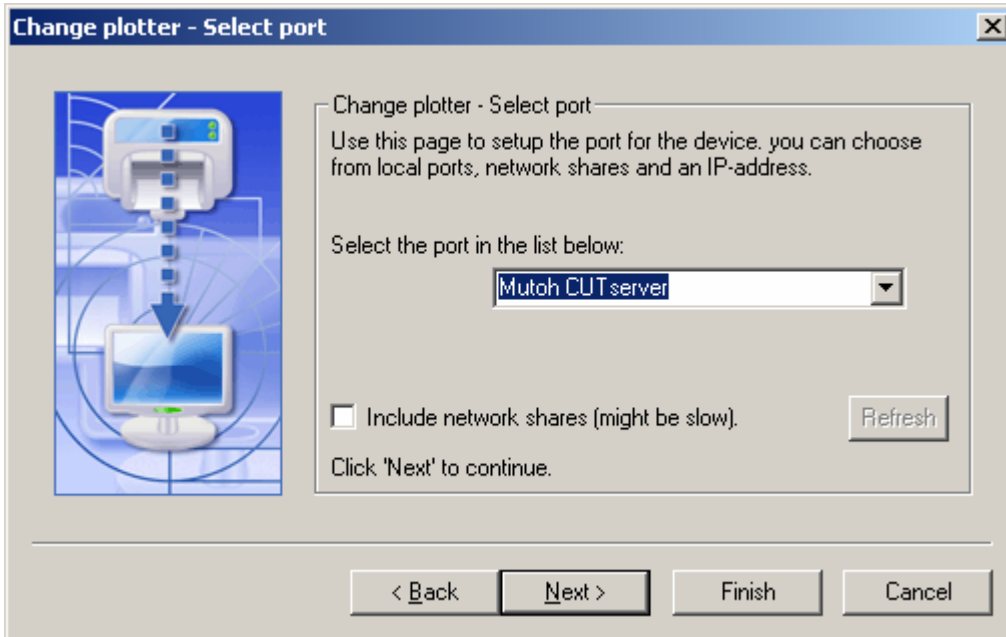 Change plotter - Select port
Change plotter - Select port
Use this page to setup the port for the device. you can choose
from local ports, network shares and an IP-address.
Select the port in the list below:
Mutoh CUTserver
Include network shares (might be slow).
Refresh
Click 'Next' to continue.
< Back
Next >
Finish
Cancel